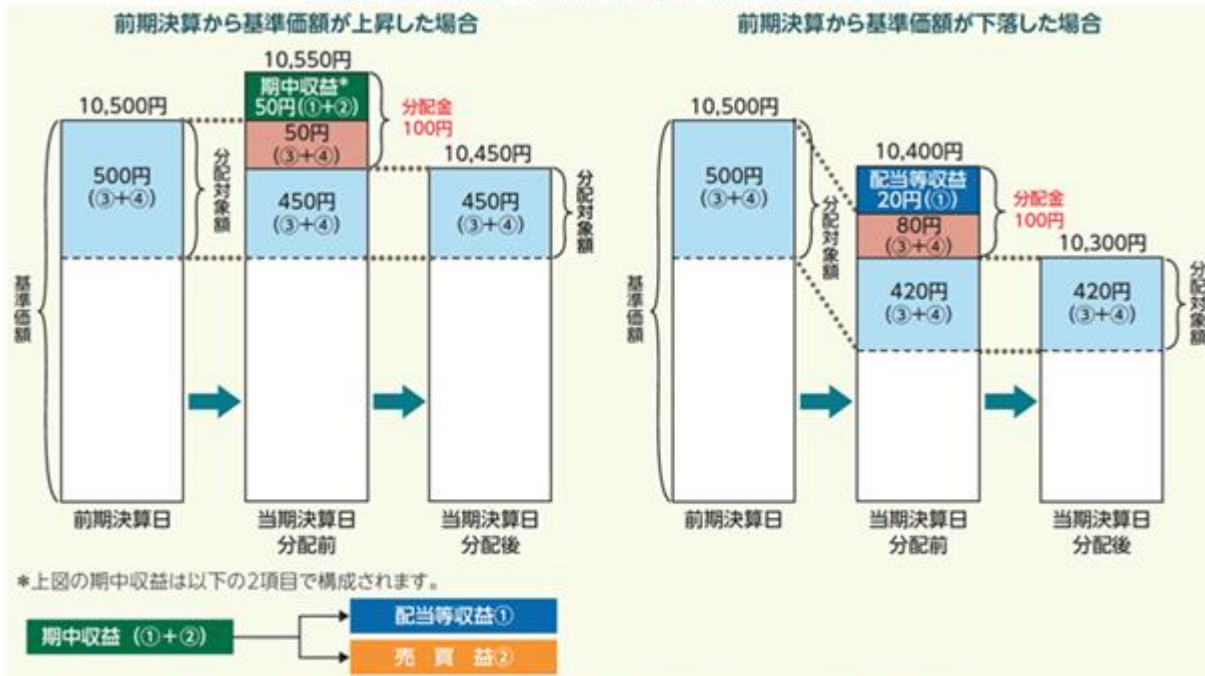 前期決算から基準価額が上昇した場合
10,550円
期中収益*
50円(①+②)
分配金
100円
10,500円
50円
(③+④)
10,450円
500円
(③+④)
分配対象額
450円
(③+④)
450円
(③+④)
分配対象額
基準価額
前期決算日
当期決算日
分配前
当期決算日
分配後
前期決算から基準価額が下落した場合
10,500円
10,400円
500円
(③+④)
分配対象額
配当等収益
20円(①)
分配金
100円
80円
(③+④)
10,300円
420円
(③+④)
420円
(③+④)
分配対象額
基準価額
前期決算日
当期決算日
分配前
当期決算日
分配後
*上図の期中収益は以下の2項目で構成されます。
期中収益 (①+②)
配当等収益①
売 買 益②